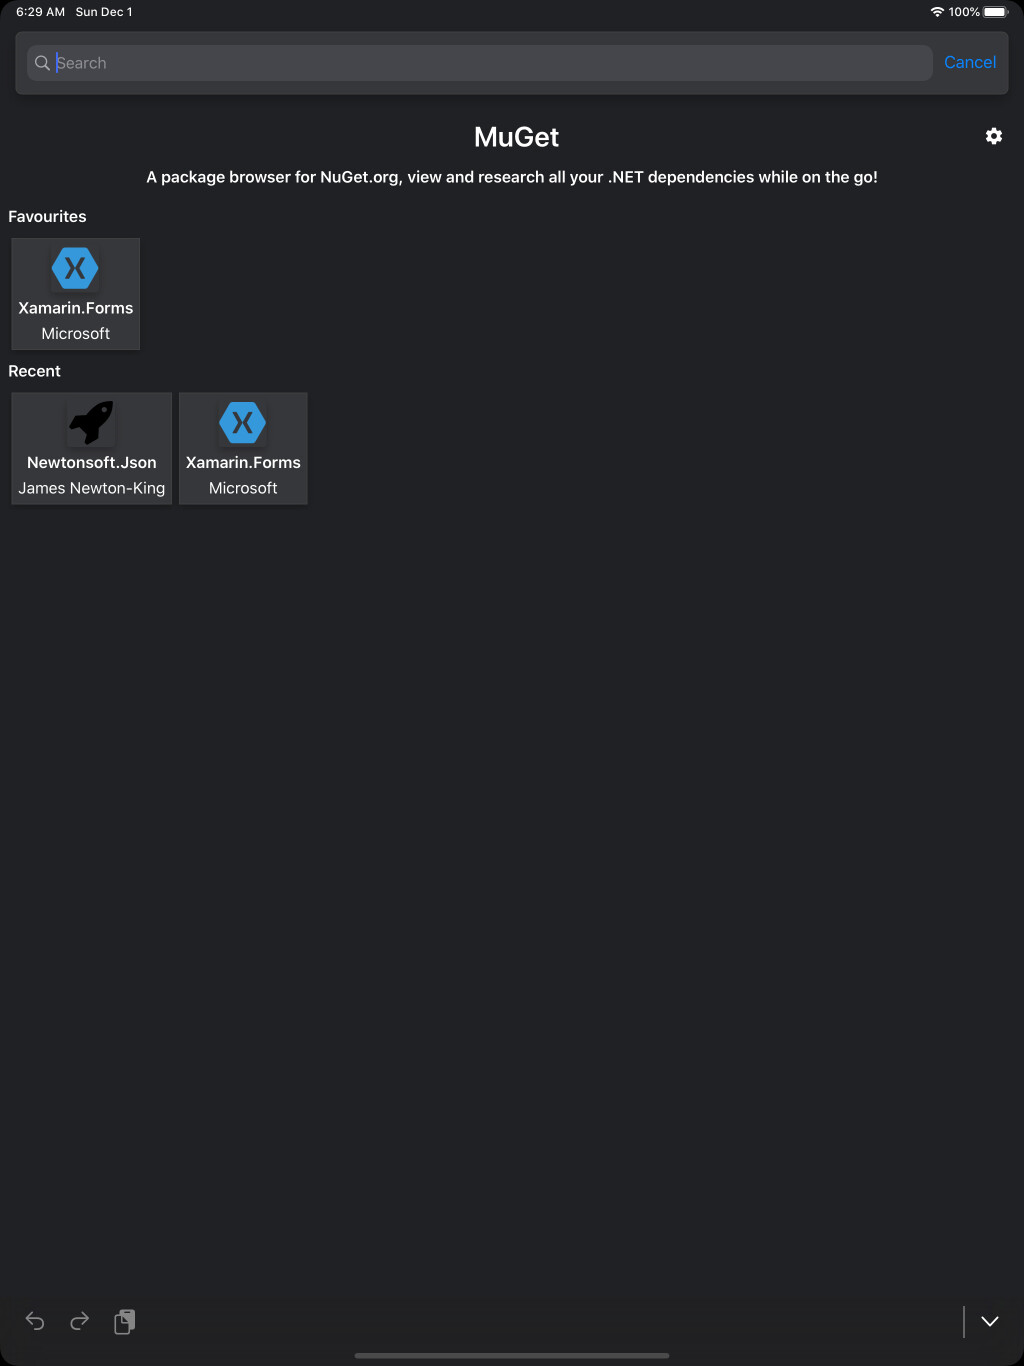 6:29 AM Sun Dec 1 100%
Search Cancel
MuGet
A package browser for NuGet.org, view and research all your .NET dependencies while on the go!
Favourites
Xamarin.Forms
Microsoft
Recent
Newtonsoft.Json
James Newton-King
Xamarin.Forms
Microsoft